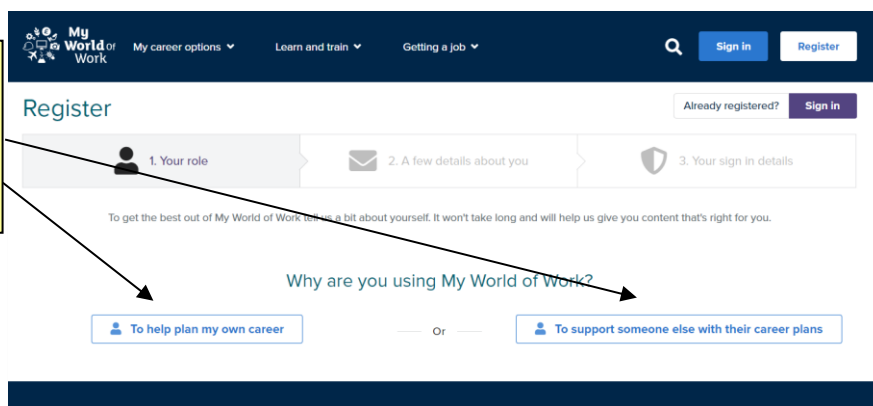 My
World of
Work
My career options
Learn and train
Getting a job
Sign in
Register
Register
Already registered?
Sign in
1. Your role
2. A few details about you
3. Your sign in details
To get the best out of My World of Work tell us a bit about yourself. It won't take long and will help us give you content that's right for you.
Why are you using My World of Work?
To help plan my own career
Or
To support someone else with their career plans